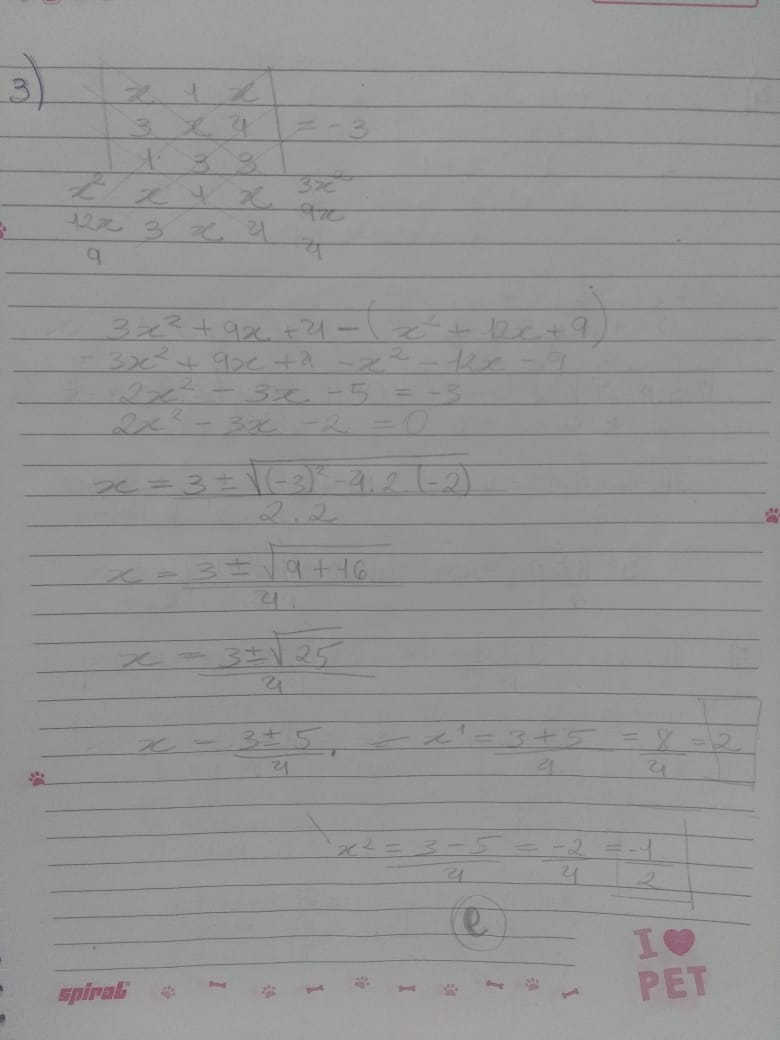 3)
x 1 x
3 x 4 = -3
1 3 3
x² x 1 x 3x²
12x 3 x 4 9x
9 4
3x² + 9x + 4 - (x² + 12x + 9)
- 3x² + 9x + 4 - x² - 12x - 9
2x² - 3x - 5 = -3
2x² - 3x - 2 = 0
x = 3 ± √(-3)² - 4.2.(-2)
2.2
x = 3 ± √9 + 16
4
x = 3 ± √25
4
x = 3 ± 5 = x¹ = 3 + 5 = 8 = 2
4 4 4
x² = 3 - 5 = -2 = -1
4 4 2
e
I ♥
PET
spiral